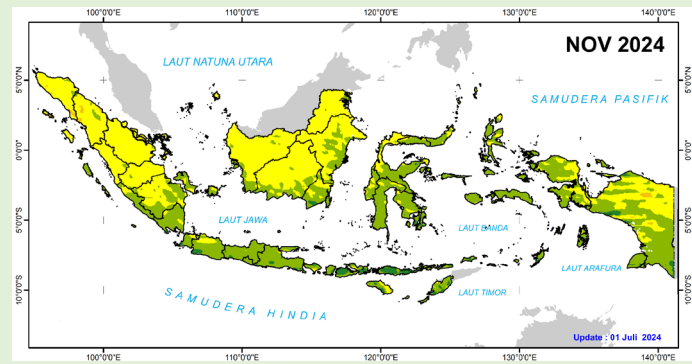 100°0'0"E 110°0'0"E 120°0'0"E 130°0'0"E 140°0'0"E
NOV 2024
LAUT NATUNA UTARA
5°0'0"N 5°0'0"N
SAMUDERA PASIFIK
0°0'0" 0°0'0"
LAUT JAWA
LAUT BANDA
5°0'0"S 5°0'0"S
LAUT ARAFURA
SAMUDERA HINDIA
LAUT TIMOR
10°0'0"S 10°0'0"S
Update : 01 Juli 2024
100°0'0"E 110°0'0"E 120°0'0"E 130°0'0"E 140°0'0"E